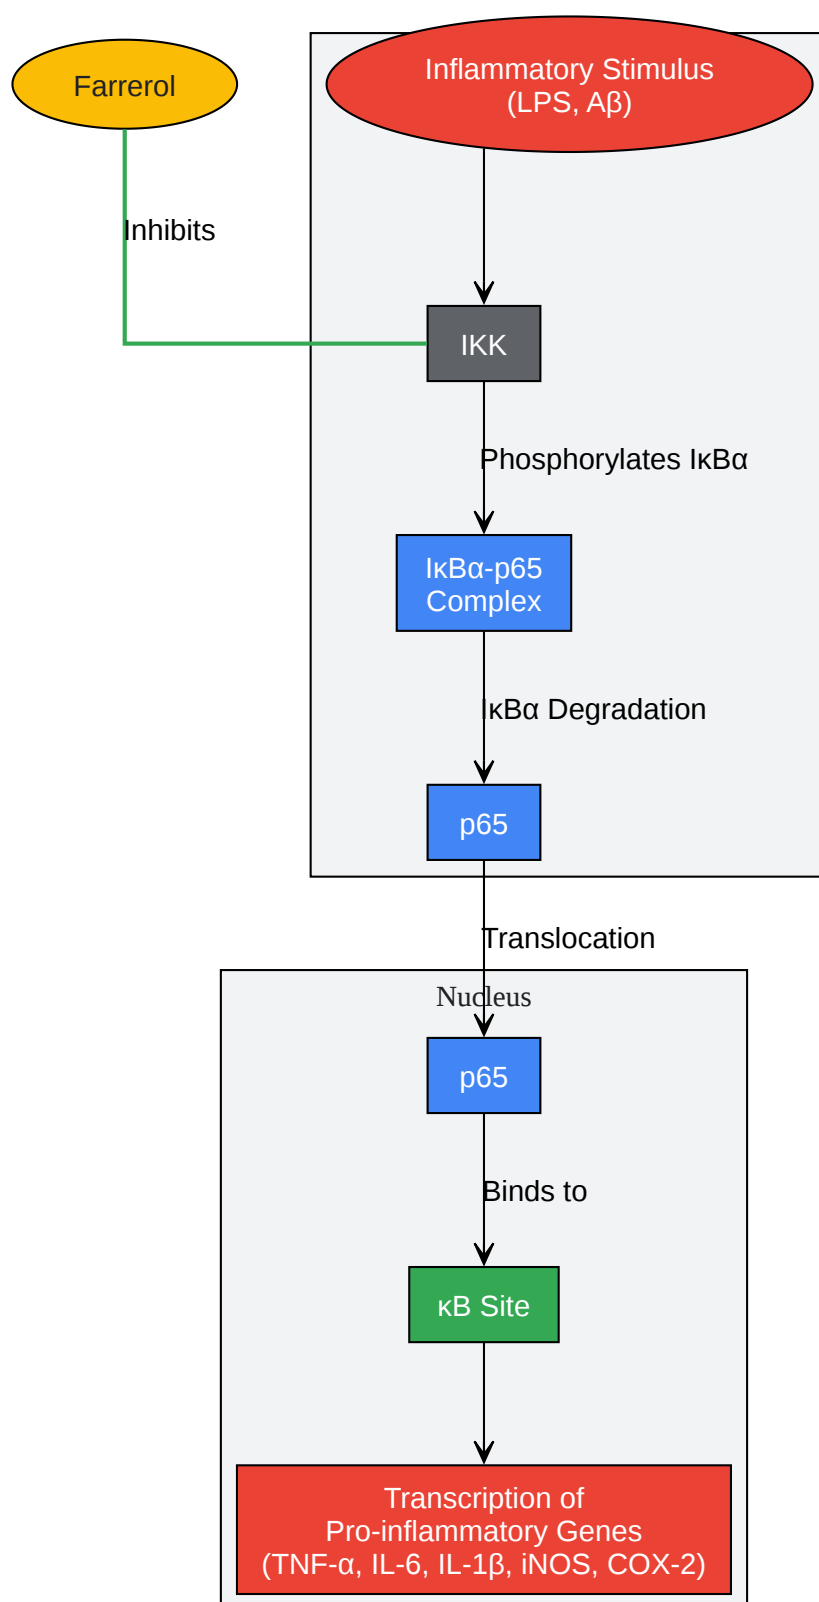 Farrerol
Inflammatory Stimulus
(LPS, Aβ)
Inhibits
IKK
Phosphorylates IκBα
IκBα-p65
Complex
IκBα Degradation
p65
Translocation
Nucleus
p65
Binds to
κB Site
Transcription of
Pro-inflammatory Genes
(TNF-α, IL-6, IL-1β, iNOS, COX-2)